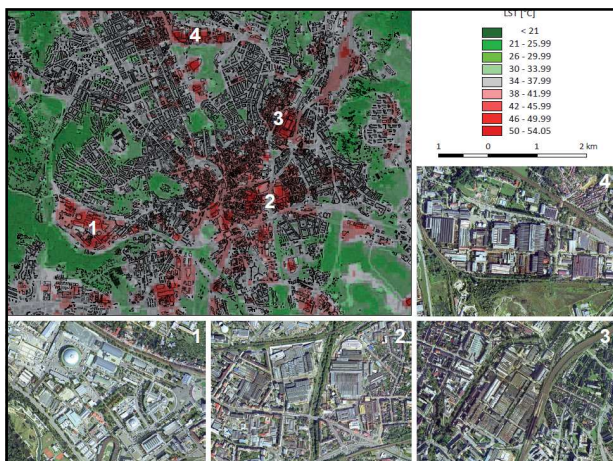 LST [°C]
< 21
21 - 25.99
26 - 29.99
30 - 33.99
34 - 37.99
38 - 41.99
42 - 45.99
46 - 49.99
50 - 54.05
1 0 1 2 km
4
3
2
1
4
1
2
3